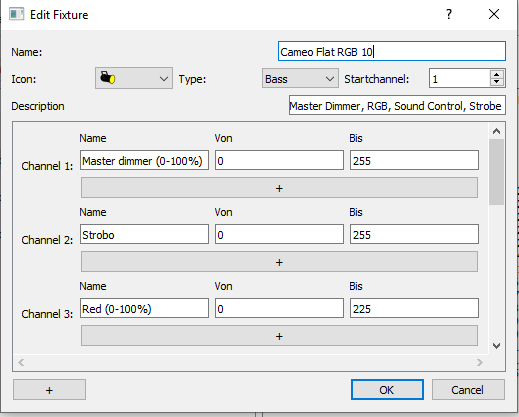 Edit Fixture ?
Name: Cameo Flat RGB 10
Icon: Type: Bass Startchannel: 1
Description Master Dimmer, RGB, Sound Control, Strobe
Name Von Bis
Channel 1: Master dimmer (0-100%) 0 255
+
Name Von Bis
Channel 2: Strobo 0 255
+
Name Von Bis
Channel 3: Red (0-100%) 0 225
+
+ OK Cancel